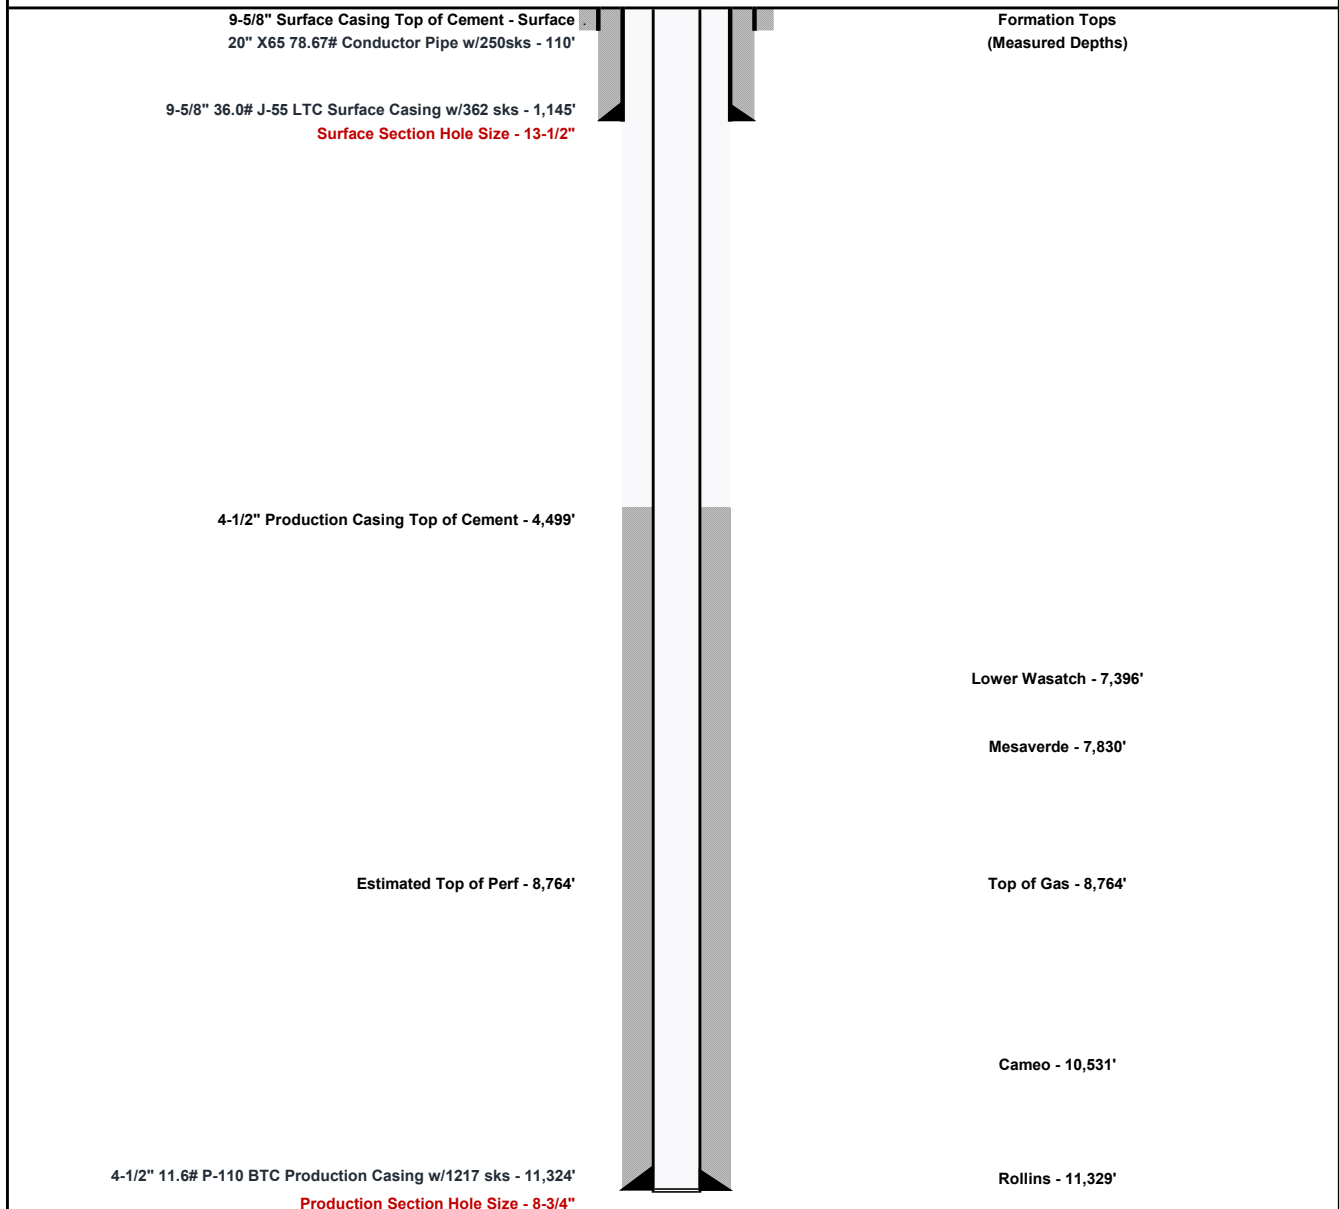 9-5/8" Surface Casing Top of Cement - Surface
Formation Tops
20" X65 78.67# Conductor Pipe w/250sks - 110'
(Measured Depths)
9-5/8" 36.0# J-55 LTC Surface Casing w/362 sks - 1,145'
Surface Section Hole Size - 13-1/2"
4-1/2" Production Casing Top of Cement - 4,499'
Lower Wasatch - 7,396'
Mesaverde - 7,830'
Estimated Top of Perf - 8,764'
Top of Gas - 8,764'
Cameo - 10,531'
4-1/2" 11.6# P-110 BTC Production Casing w/1217 sks - 11,324'
Rollins - 11,329'
Production Section Hole Size - 8-3/4"